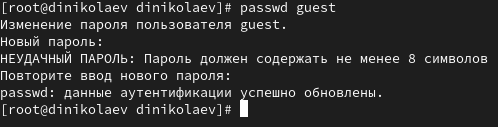 [root@dinikolaev dinikolaev]# passwd guest
Изменение пароля пользователя guest.
Новый пароль:
НЕУДАЧНЫЙ ПАРОЛЬ: Пароль должен содержать не менее 8 символов
Повторите ввод нового пароля:
passwd: данные аутентификации успешно обновлены.
[root@dinikolaev dinikolaev]#